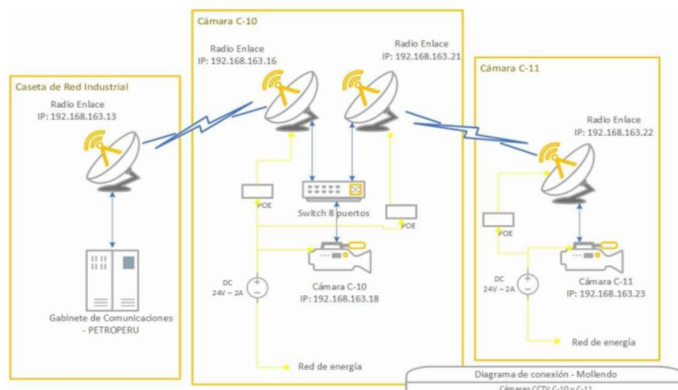 Caseta de Red Industrial
Radio Enlace
IP: 192.168.163.13
Gabinete de Comunicaciones
- PETROPERU
Cámara C-10
Radio Enlace
IP: 192.168.163.16
Radio Enlace
IP: 192.168.163.21
POE
Switch 8 puertos
POE
DC
24V – 2A
Cámara C-10
IP: 192.168.163.18
Red de energía
Cámara C-11
Radio Enlace
IP: 192.168.163.22
POE
DC
24V – 2A
Cámara C-11
IP: 192.168.163.23
Red de energía
Diagrama de conexión - Mollendo
Cámaras CCTV C-10 y C-11